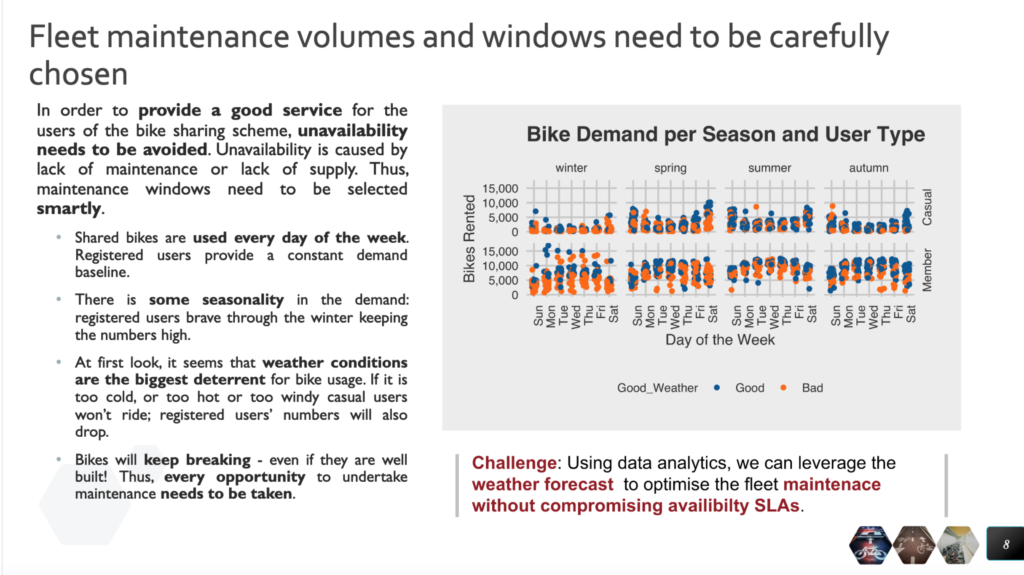 Fleet maintenance volumes and windows need to be carefully
chosen
In order to provide a good service for the
users of the bike sharing scheme, unavailability
needs to be avoided. Unavailability is caused by
lack of maintenance or lack of supply. Thus,
maintenance windows need to be selected
smartly.
• Shared bikes are used every day of the week.
Registered users provide a constant demand
baseline.
• There is some seasonality in the demand:
registered users brave through the winter keeping
the numbers high.
• At first look, it seems that weather conditions
are the biggest deterrent for bike usage. If it is
too cold, or too hot or too windy casual users
won't ride; registered users' numbers will also
drop.
• Bikes will keep breaking - even if they are well
built! Thus, every opportunity to undertake
maintenance needs to be taken.
Bike Demand per Season and User Type
winter spring summer autumn
15,000
10,000
5,000
0
Casual
15,000
10,000
5,000
0
Member
Bikes Rented
Sun Mon Tue Wed Thu Fri Sat Sun Mon Tue Wed Thu Fri Sat Sun Mon Tue Wed Thu Fri Sat Sun Mon Tue Wed Thu Fri Sat
Day of the Week
Good_Weather Good Bad
Challenge: Using data analytics, we can leverage the
weather forecast to optimise the fleet maintenace
without compromising availibilty SLAs.
8